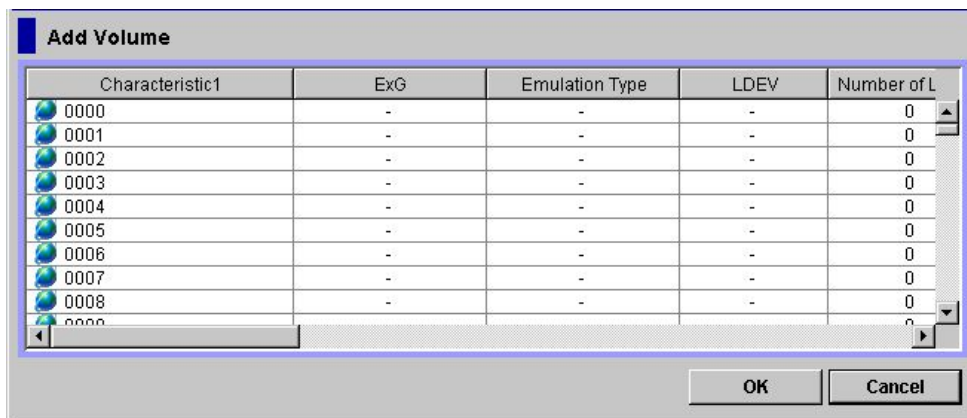 Add Volume
Characteristic1 ExG Emulation Type LDEV Number of L
0000 - - - 0
0001 - - - 0
0002 - - - 0
0003 - - - 0
0004 - - - 0
0005 - - - 0
0006 - - - 0
0007 - - - 0
0008 - - - 0
OK Cancel